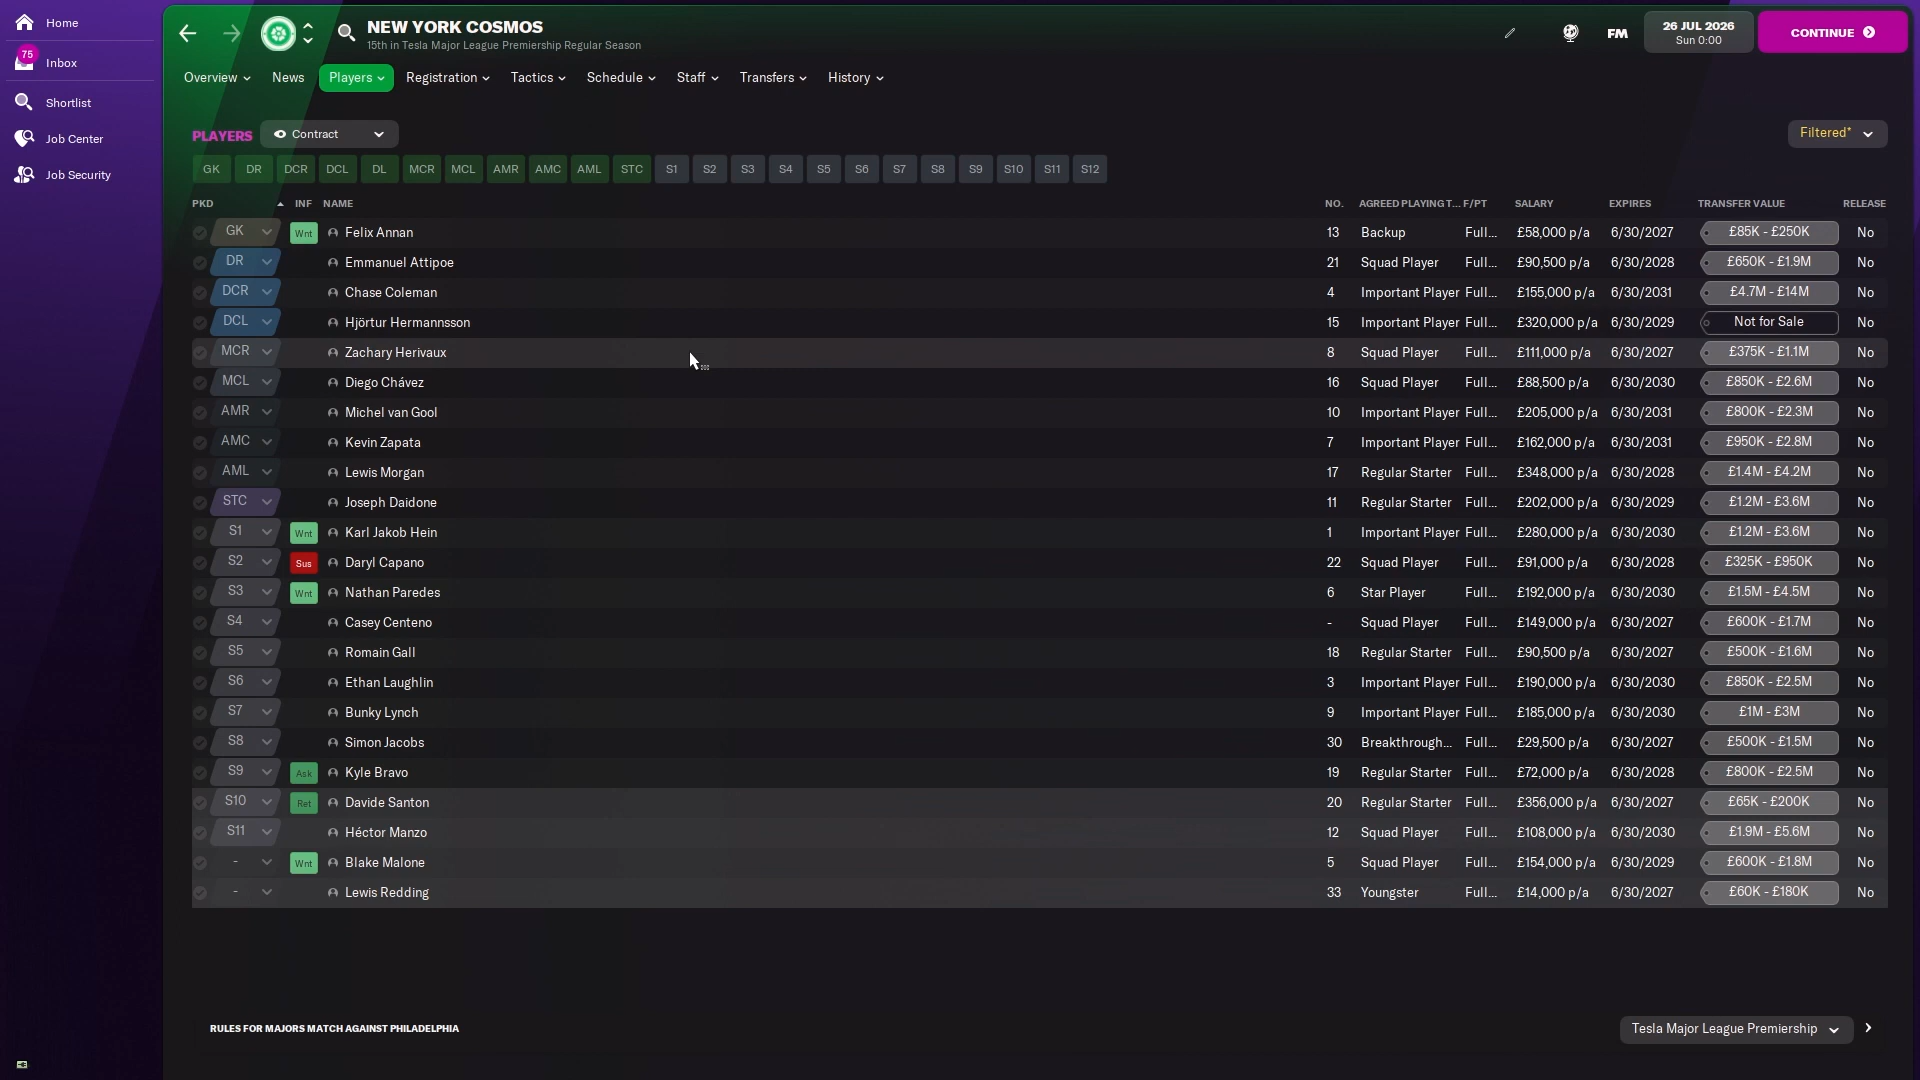 Home
75
Inbox
Shortlist
Job Center
Job Security
NEW YORK COSMOS
15th in Tesla Major League Premiership Regular Season
FM
26 JUL 2026
Sun 0:00
CONTINUE
Overview News Players Registration Tactics Schedule Staff Transfers History
PLAYERS Contract Filtered*
GK DR DCR DCL DL MCR MCL AMR AMC AML STC S1 S2 S3 S4 S5 S6 S7 S8 S9 S10 S11 S12
PKD INF NAME NO. AGREED PLAYING T... F/PT SALARY EXPIRES TRANSFER VALUE RELEASE
GK Wnt Felix Annan 13 Backup Full... £58,000 p/a 6/30/2027 £85K - £250K No
DR Emmanuel Attipoe 21 Squad Player Full... £90,500 p/a 6/30/2028 £650K - £1.9M No
DCR Chase Coleman 4 Important Player Full... £155,000 p/a 6/30/2031 £4.7M - £14M No
DCL Hjörtur Hermannsson 15 Important Player Full... £320,000 p/a 6/30/2029 Not for Sale No
MCR Zachary Herivaux 8 Squad Player Full... £111,000 p/a 6/30/2027 £375K - £1.1M No
MCL Diego Chávez 16 Squad Player Full... £88,500 p/a 6/30/2030 £850K - £2.6M No
AMR Michel van Gool 10 Important Player Full... £205,000 p/a 6/30/2031 £800K - £2.3M No
AMC Kevin Zapata 7 Important Player Full... £162,000 p/a 6/30/2031 £950K - £2.8M No
AML Lewis Morgan 17 Regular Starter Full... £348,000 p/a 6/30/2028 £1.4M - £4.2M No
STC Joseph Daidone 11 Regular Starter Full... £202,000 p/a 6/30/2029 £1.2M - £3.6M No
S1 Wnt Karl Jakob Hein 1 Important Player Full... £280,000 p/a 6/30/2030 £1.2M - £3.6M No
S2 Sus Daryl Capano 22 Squad Player Full... £91,000 p/a 6/30/2028 £325K - £950K No
S3 Wnt Nathan Paredes 6 Star Player Full... £192,000 p/a 6/30/2030 £1.5M - £4.5M No
S4 Casey Centeno - Squad Player Full... £149,000 p/a 6/30/2027 £600K - £1.7M No
S5 Romain Gall 18 Regular Starter Full... £90,500 p/a 6/30/2027 £500K - £1.6M No
S6 Ethan Laughlin 3 Important Player Full... £190,000 p/a 6/30/2030 £850K - £2.5M No
S7 Bunky Lynch 9 Important Player Full... £185,000 p/a 6/30/2030 £1M - £3M No
S8 Simon Jacobs 30 Breakthrough... Full... £29,500 p/a 6/30/2027 £500K - £1.5M No
S9 Ask Kyle Bravo 19 Regular Starter Full... £72,000 p/a 6/30/2028 £800K - £2.5M No
S10 Ret Davide Santon 20 Regular Starter Full... £356,000 p/a 6/30/2027 £65K - £200K No
S11 Héctor Manzo 12 Squad Player Full... £108,000 p/a 6/30/2030 £1.9M - £5.6M No
- Wnt Blake Malone 5 Squad Player Full... £154,000 p/a 6/30/2029 £600K - £1.8M No
- Lewis Redding 33 Youngster Full... £14,000 p/a 6/30/2027 £60K - £180K No
RULES FOR MAJORS MATCH AGAINST PHILADELPHIA
Tesla Major League Premiership